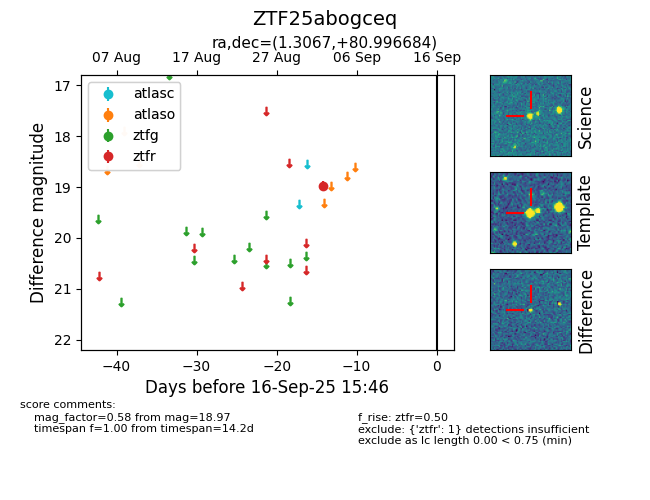 ZTF25abogceq
ra,dec=(1.3067,+80.996684)
07 Aug 17 Aug 27 Aug 06 Sep 16 Sep
atlasc
atlaso
ztfg
ztfr
17
18
19
20
21
22
Difference magnitude
−40 −30 −20 −10 0
Days before 16-Sep-25 15:46
Science
Template
Difference
score comments:
mag_factor=0.58 from mag=18.97
timespan f=1.00 from timespan=14.2d
f_rise: ztfr=0.50
exclude: {'ztfr': 1} detections insufficient
exclude as lc length 0.00 < 0.75 (min)